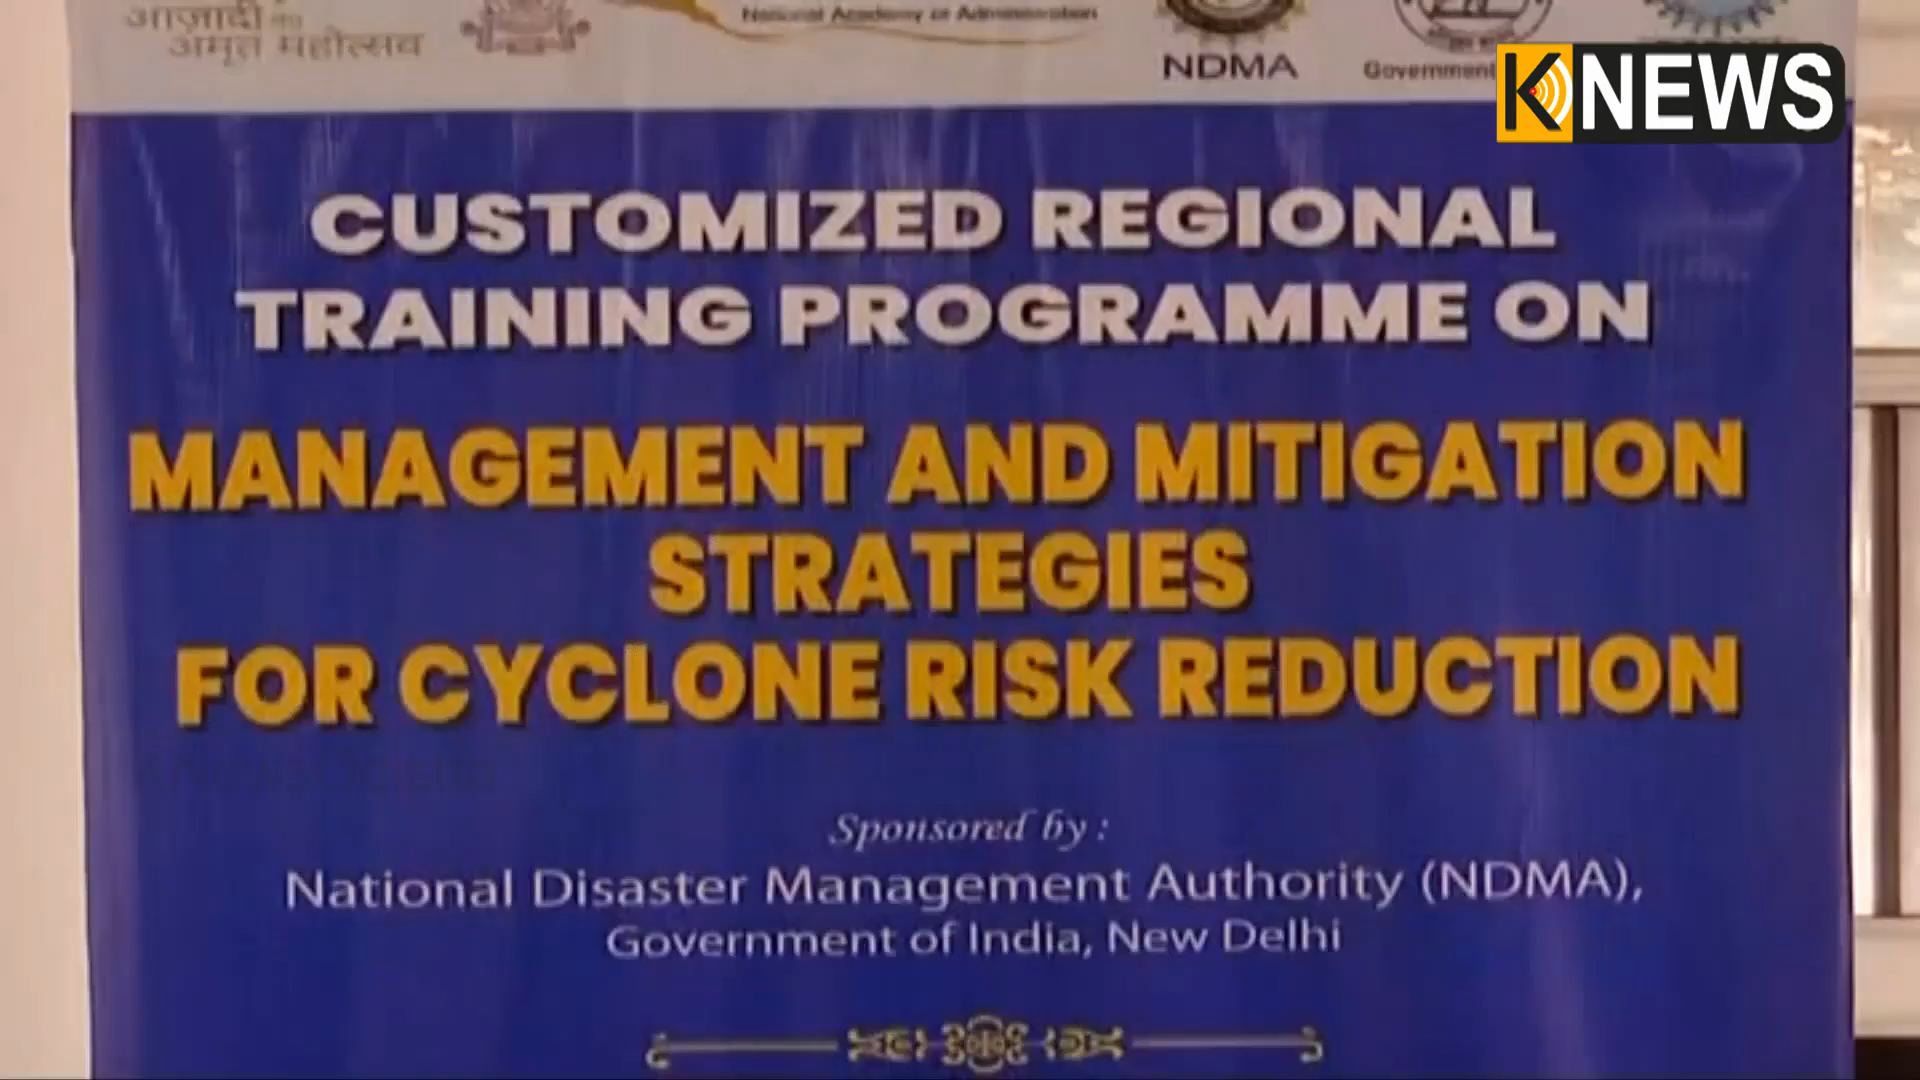 आज़ादी का
अमृत महोत्सव
National Academy of Administration
NDMA
Government
KNEWS
CUSTOMIZED REGIONAL
TRAINING PROGRAMME ON
MANAGEMENT AND MITIGATION
STRATEGIES
FOR CYCLONE RISK REDUCTION
Sponsored by :
National Disaster Management Authority (NDMA),
Government of India, New Delhi